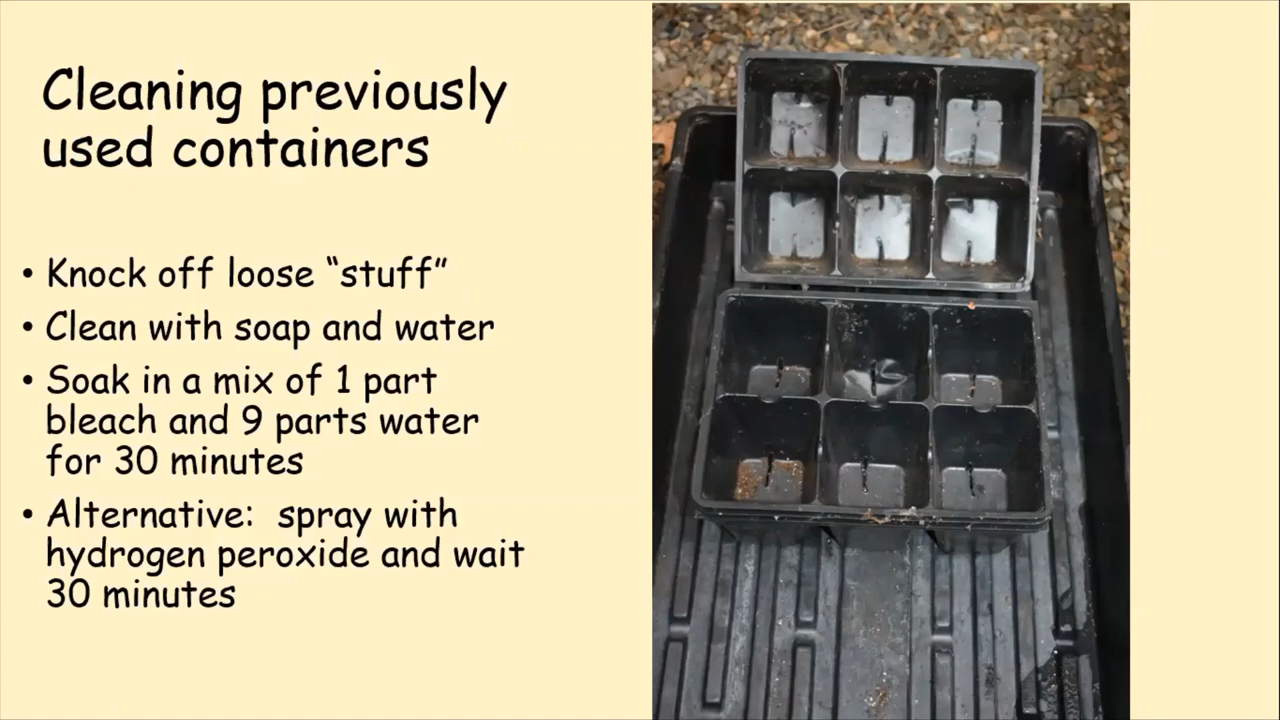 Cleaning previously
used containers
• Knock off loose “stuff”
• Clean with soap and water
• Soak in a mix of 1 part
bleach and 9 parts water
for 30 minutes
• Alternative:  spray with
hydrogen peroxide and wait
30 minutes